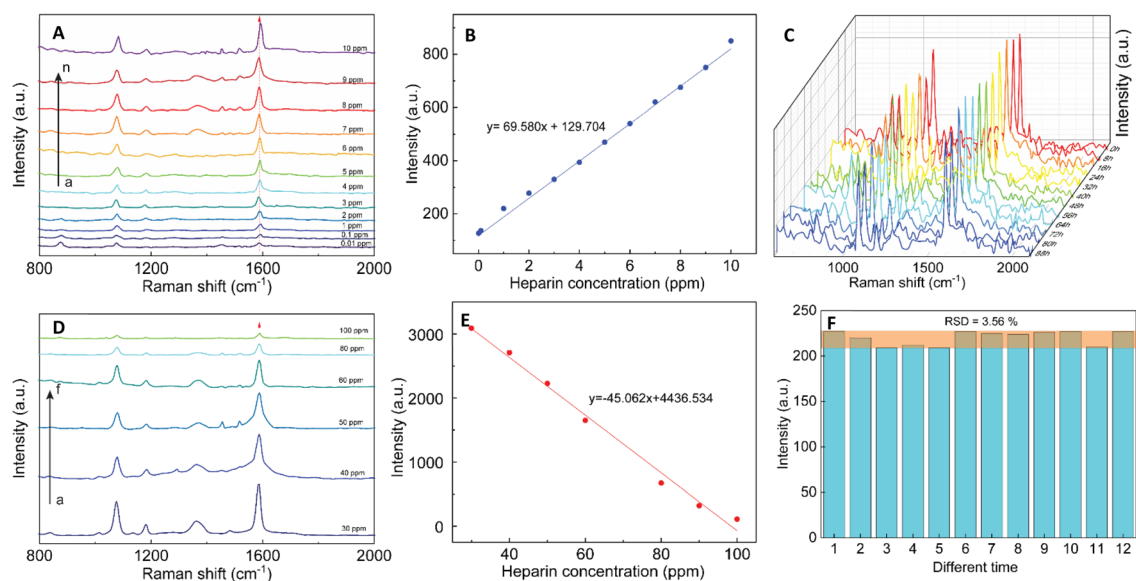 A
n
a
10 ppm
9 ppm
8 ppm
7 ppm
6 ppm
5 ppm
4 ppm
3 ppm
2 ppm
1 ppm
0.1 ppm
0.01 ppm
Intensity (a.u.)
800 1200 1600 2000
Raman shift (cm-1)
B
800
600
400
200
y= 69.580x + 129.704
Intensity (a.u.)
0 2 4 6 8 10
Heparin concentration (ppm)
C
Intensity (a.u.)
0h
8h
16h
24h
32h
40h
48h
56h
64h
72h
80h
88h
1000 1500 2000
Raman shift (cm-1)
D
f
a
100 ppm
80 ppm
60 ppm
50 ppm
40 ppm
30 ppm
Intensity (a.u.)
800 1200 1600 2000
Raman shift (cm-1)
E
3000
2000
1000
0
y=-45.062x+4436.534
Intensity (a.u.)
40 60 80 100
Heparin concentration (ppm)
F
RSD = 3.56 %
250
200
150
100
50
0
Intensity (a.u.)
1 2 3 4 5 6 7 8 9 10 11 12
Different time